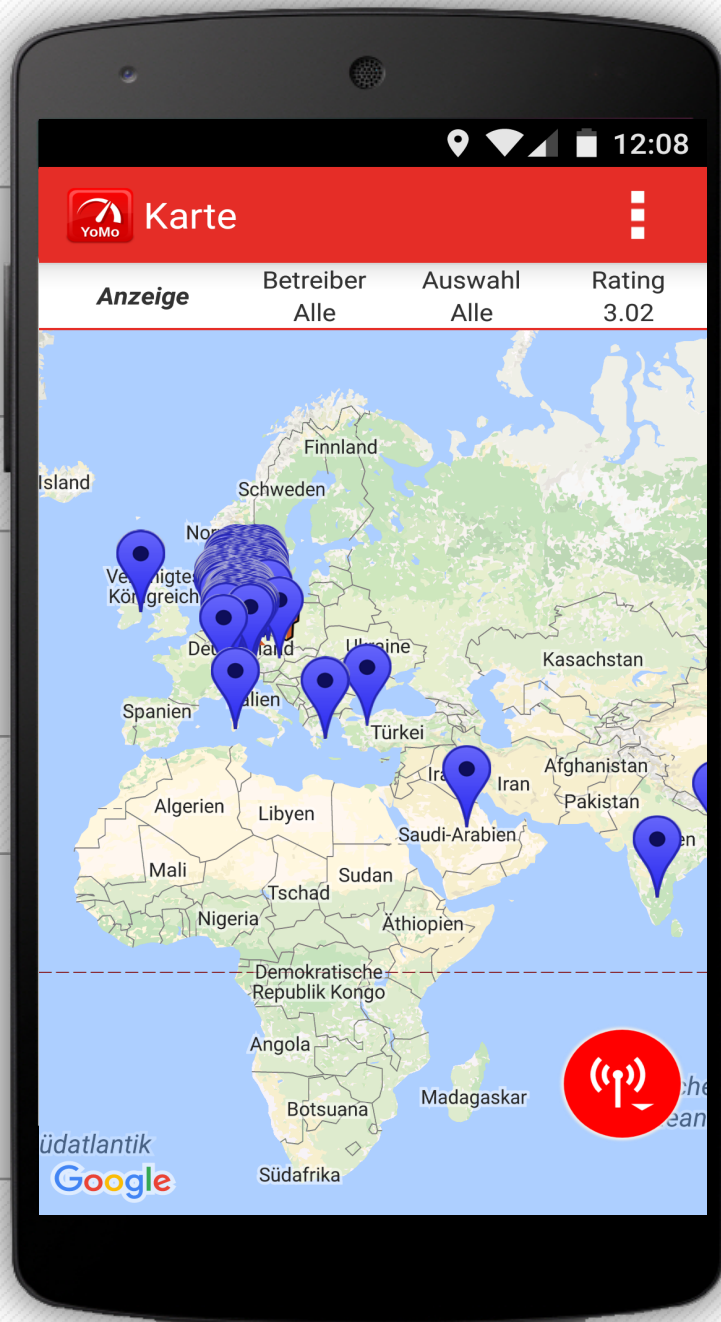 12:08
YoMo
Karte
Anzeige
Betreiber
Alle
Auswahl
Alle
Rating
3.02
Finnland
Island
Schweden
Königreich
Ukraine
Kasachstan
Spanien
Türkei
Afghanistan
Iran
Pakistan
Algerien
Libyen
Saudi-Arabien
Mali
Sudan
Tschad
Nigeria
Äthiopien
Demokratische
Republik Kongo
Angola
Madagaskar
Botsuana
üdatlantik
Google
Südafrika